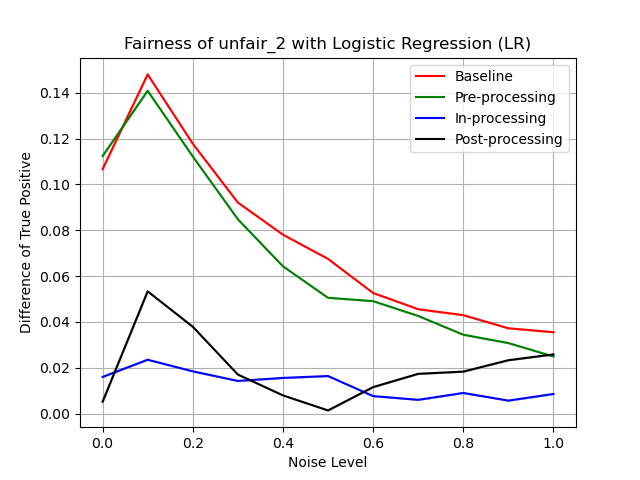 Fairness of unfair_2 with Logistic Regression (LR)
Baseline
Pre-processing
In-processing
Post-processing
Difference of True Positive
0.14
0.12
0.10
0.08
0.06
0.04
0.02
0.00
0.0 0.2 0.4 0.6 0.8 1.0
Noise Level